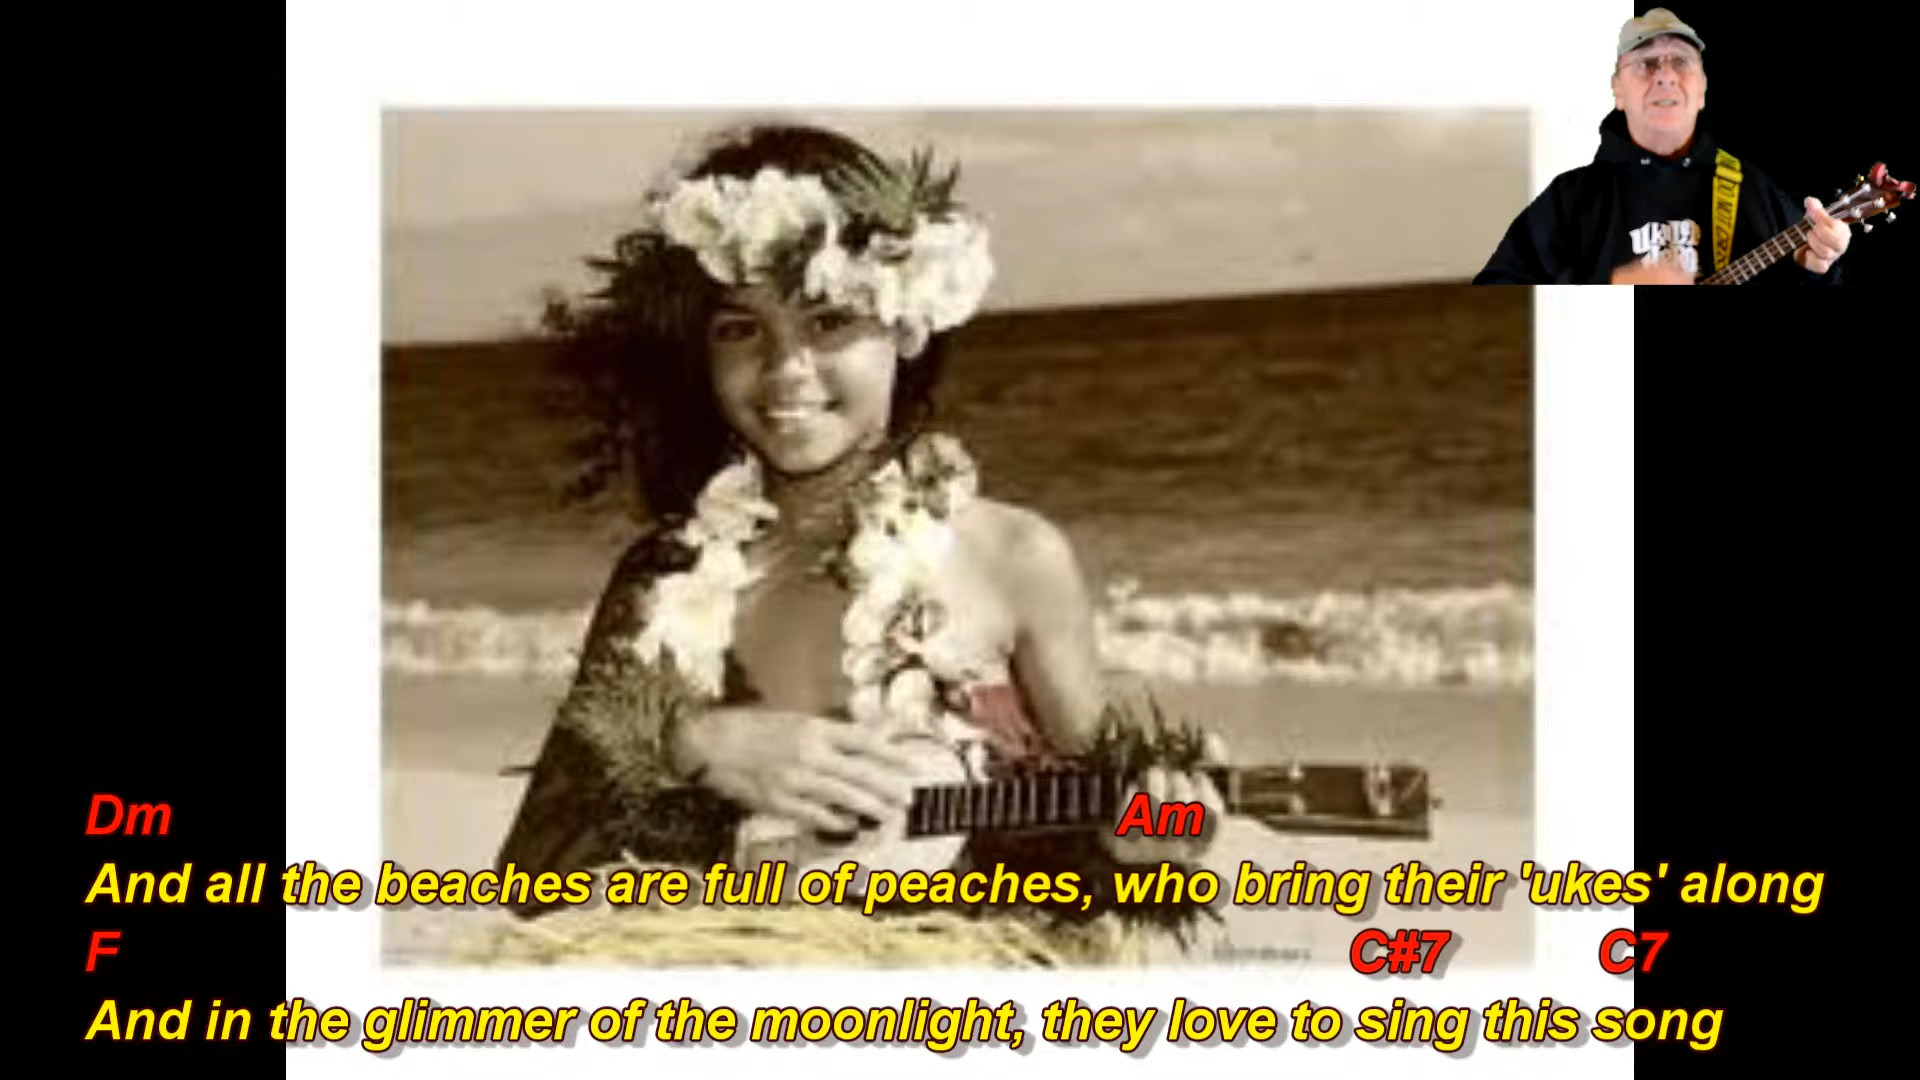 Dm Am
And all the beaches are full of peaches, who bring their 'ukes' along
F C#7 C7
And in the glimmer of the moonlight, they love to sing this song